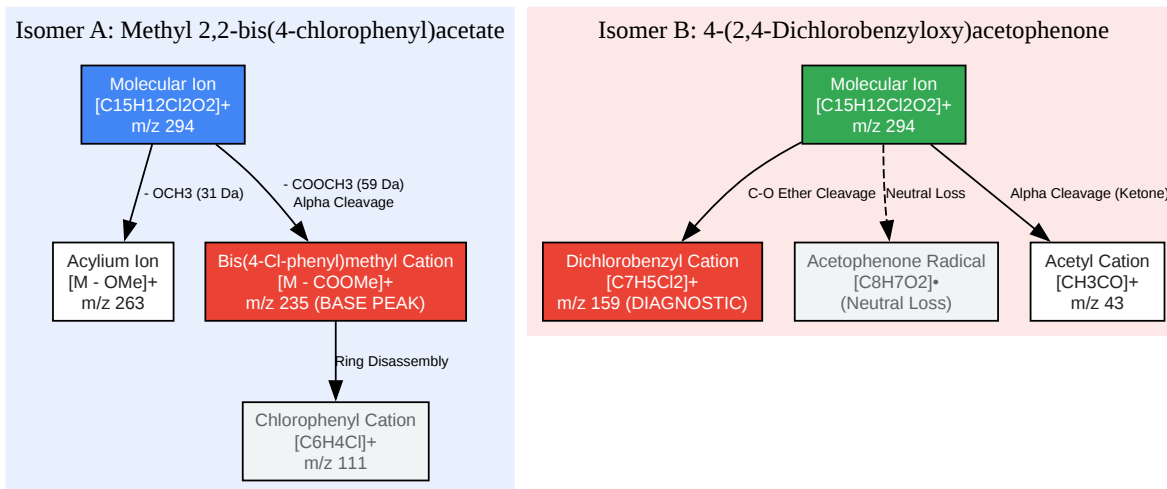 Isomer A: Methyl 2,2-bis(4-chlorophenyl)acetate
Molecular Ion
[C15H12Cl2O2]+
m/z 294
- OCH3 (31 Da)
- COOCH3 (59 Da)
Alpha Cleavage
Acylium Ion
[M - OMe]+
m/z 263
Bis(4-Cl-phenyl)methyl Cation
[M - COOMe]+
m/z 235 (BASE PEAK)
Ring Disassembly
Chlorophenyl Cation
[C6H4Cl]+
m/z 111
Isomer B: 4-(2,4-Dichlorobenzyloxy)acetophenone
Molecular Ion
[C15H12Cl2O2]+
m/z 294
C-O Ether Cleavage
Neutral Loss
Alpha Cleavage (Ketone)
Dichlorobenzyl Cation
[C7H5Cl2]+
m/z 159 (DIAGNOSTIC)
Acetophenone Radical
[C8H7O2]•
(Neutral Loss)
Acetyl Cation
[CH3CO]+
m/z 43